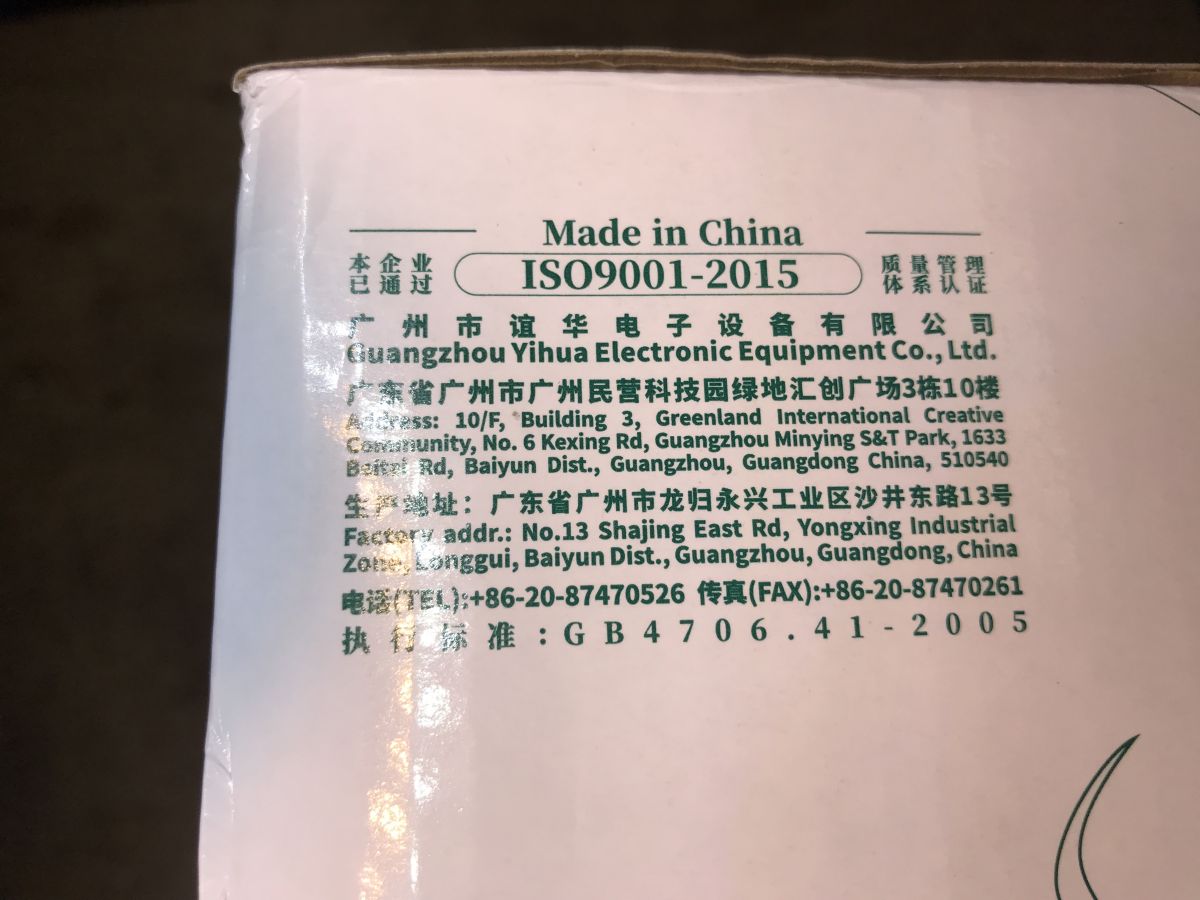 Made in China
本企业
已通过
ISO9001-2015
质量管理
体系认证
广州市谊华电子设备有限公司
Guangzhou Yihua Electronic Equipment Co., Ltd.
广东省广州市广州民营科技园绿地汇创广场3栋10楼
Address: 10/F, Building 3, Greenland International Creative
Community, No. 6 Kexing Rd, Guangzhou Minying S&T Park, 1633
Beitai Rd, Baiyun Dist., Guangzhou, Guangdong China, 510540
生产地址：广东省广州市龙归永兴工业区沙井东路13号
Factory addr.: No.13 Shajing East Rd, Yongxing Industrial
Zone, Longgui, Baiyun Dist., Guangzhou, Guangdong, China
电话(TEL):+86-20-87470526 传真(FAX):+86-20-87470261
执行标准:GB4706.41-2005